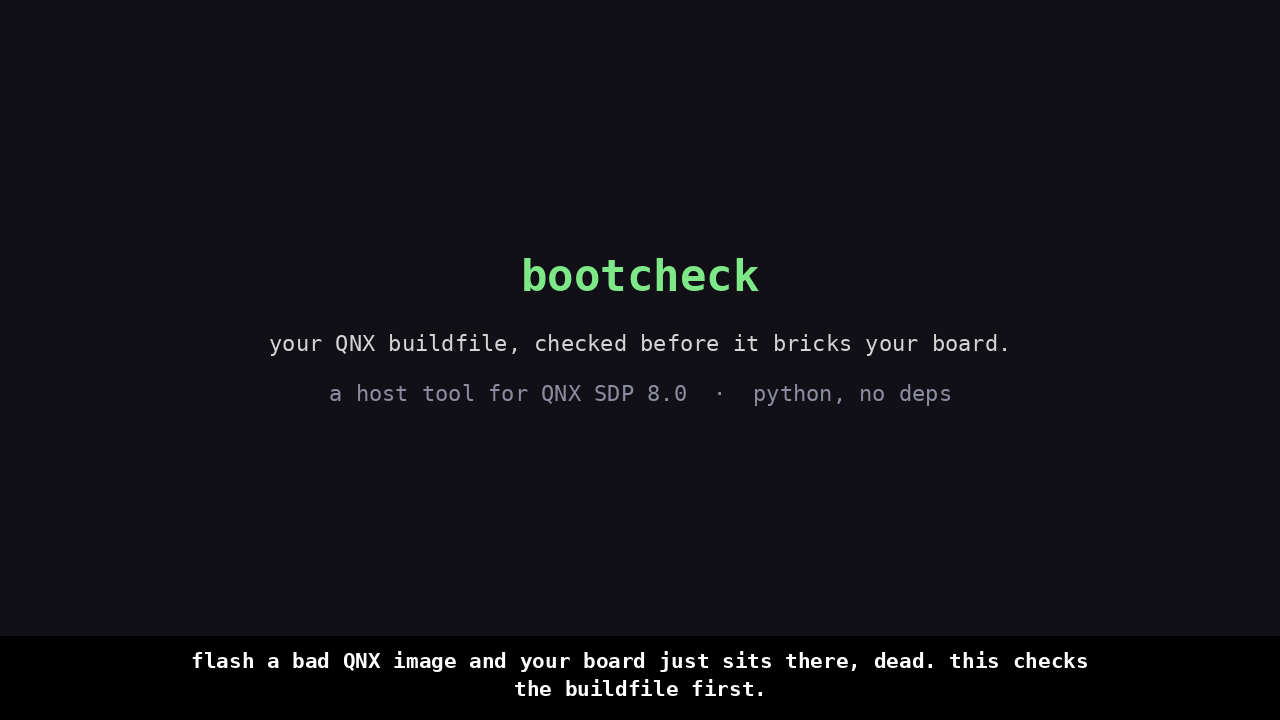 bootcheck
your QNX buildfile, checked before it bricks your board.
a host tool for QNX SDP 8.0 · python, no deps
flash a bad QNX image and your board just sits there, dead. this checks
the buildfile first.